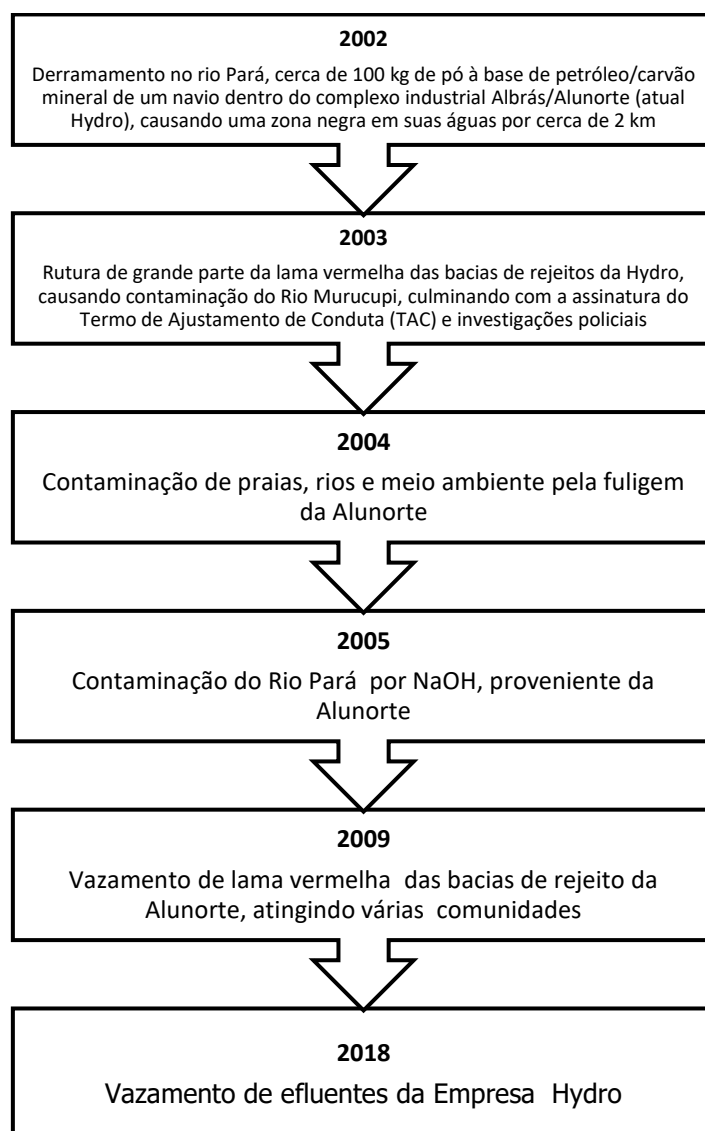 2002
Derramamento no rio Pará, cerca de 100 kg de pó à base de petróleo/carvão
mineral de um navio dentro do complexo industrial Albrás/Alunorte (atual
Hydro), causando uma zona negra em suas águas por cerca de 2 km
2003
Rutura de grande parte da lama vermelha das bacias de rejeitos da Hydro,
causando contaminação do Rio Murucupi, culminando com a assinatura do
Termo de Ajustamento de Conduta (TAC) e investigações policiais
2004
Contaminação de praias, rios e meio ambiente pela fuligem
da Alunorte
2005
Contaminação do Rio Pará por NaOH, proveniente da
Alunorte
2009
Vazamento de lama vermelha das bacias de rejeito da
Alunorte, atingindo várias comunidades
2018
Vazamento de efluentes da Empresa Hydro